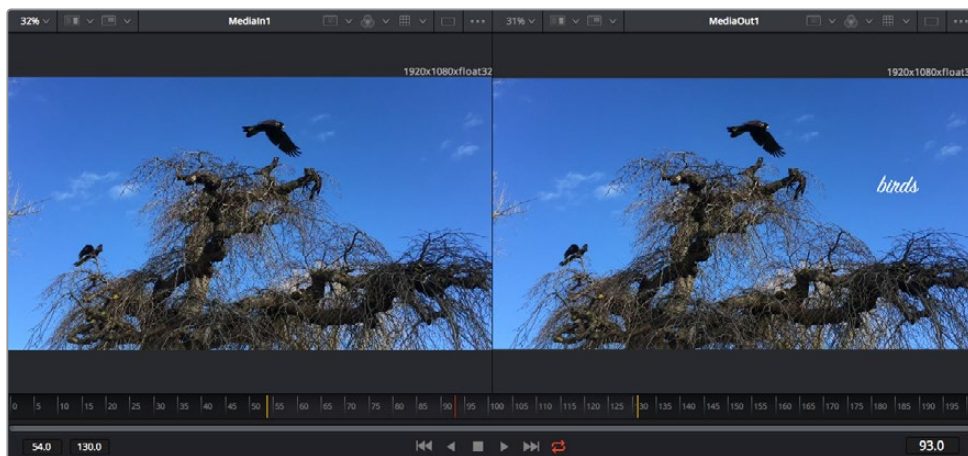 32% MediaIn1 31% MediaOut1
1920x1080xfloat32 1920x1080xfloat3
birds
0 5 10 15 20 25 30 35 40 45 50 55 60 65 70 75 80 85 90 95 100 105 110 115 120 125 30 135 140 145 150 155 160 165 170 175 180 185 190 195
54.0 130.0 93.0